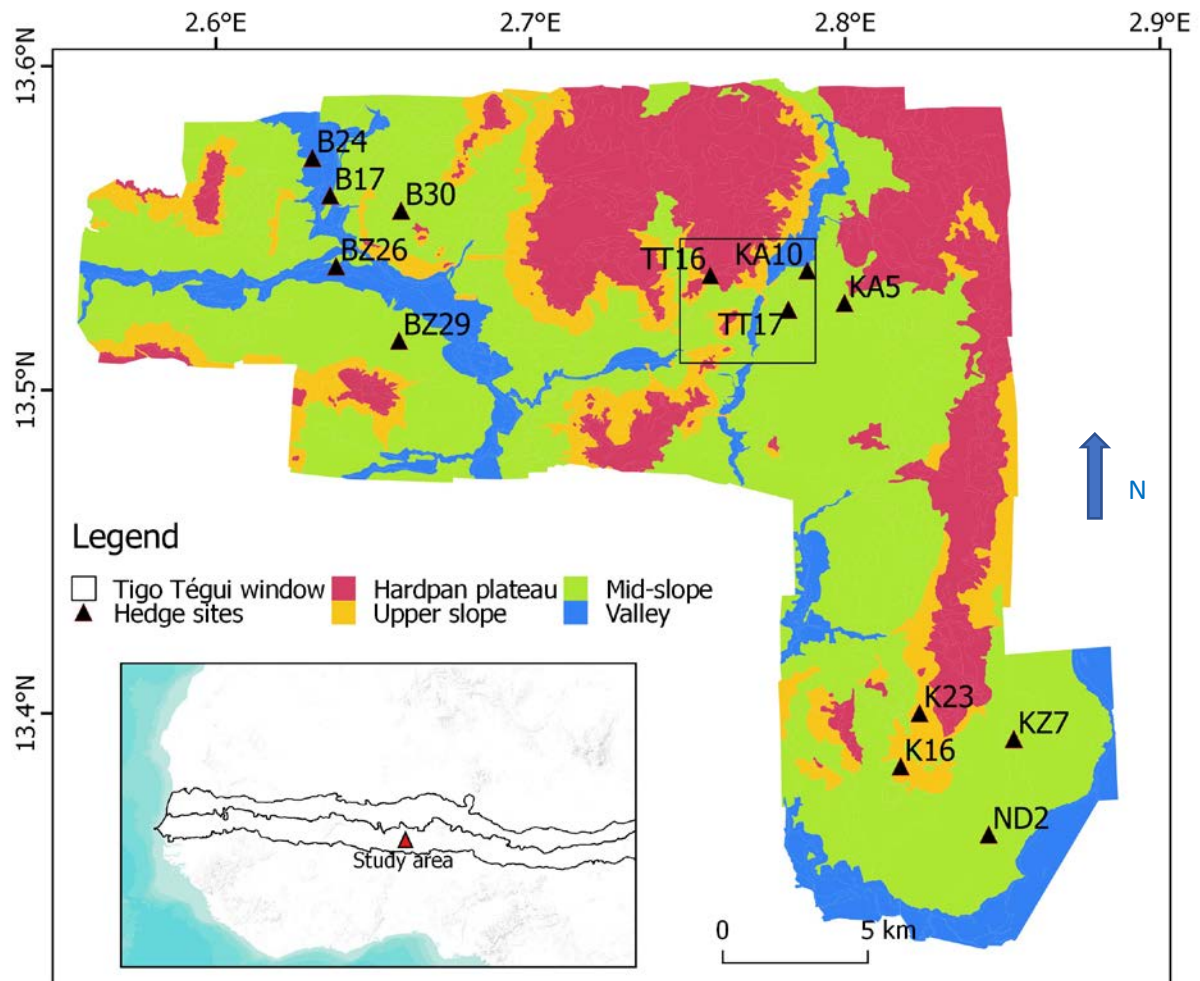 2.6°E 2.7°E 2.8°E 2.9°E
13.6°N
B24
B17
B30
BZ26
TT16 KA10
KA5
TT17
BZ29
13.5°N
N
Legend
Tigo Tégui window Hardpan plateau Mid-slope
Hedge sites Upper slope Valley
13.4°N
K23
KZ7
K16
ND2
Study area
0 5 km